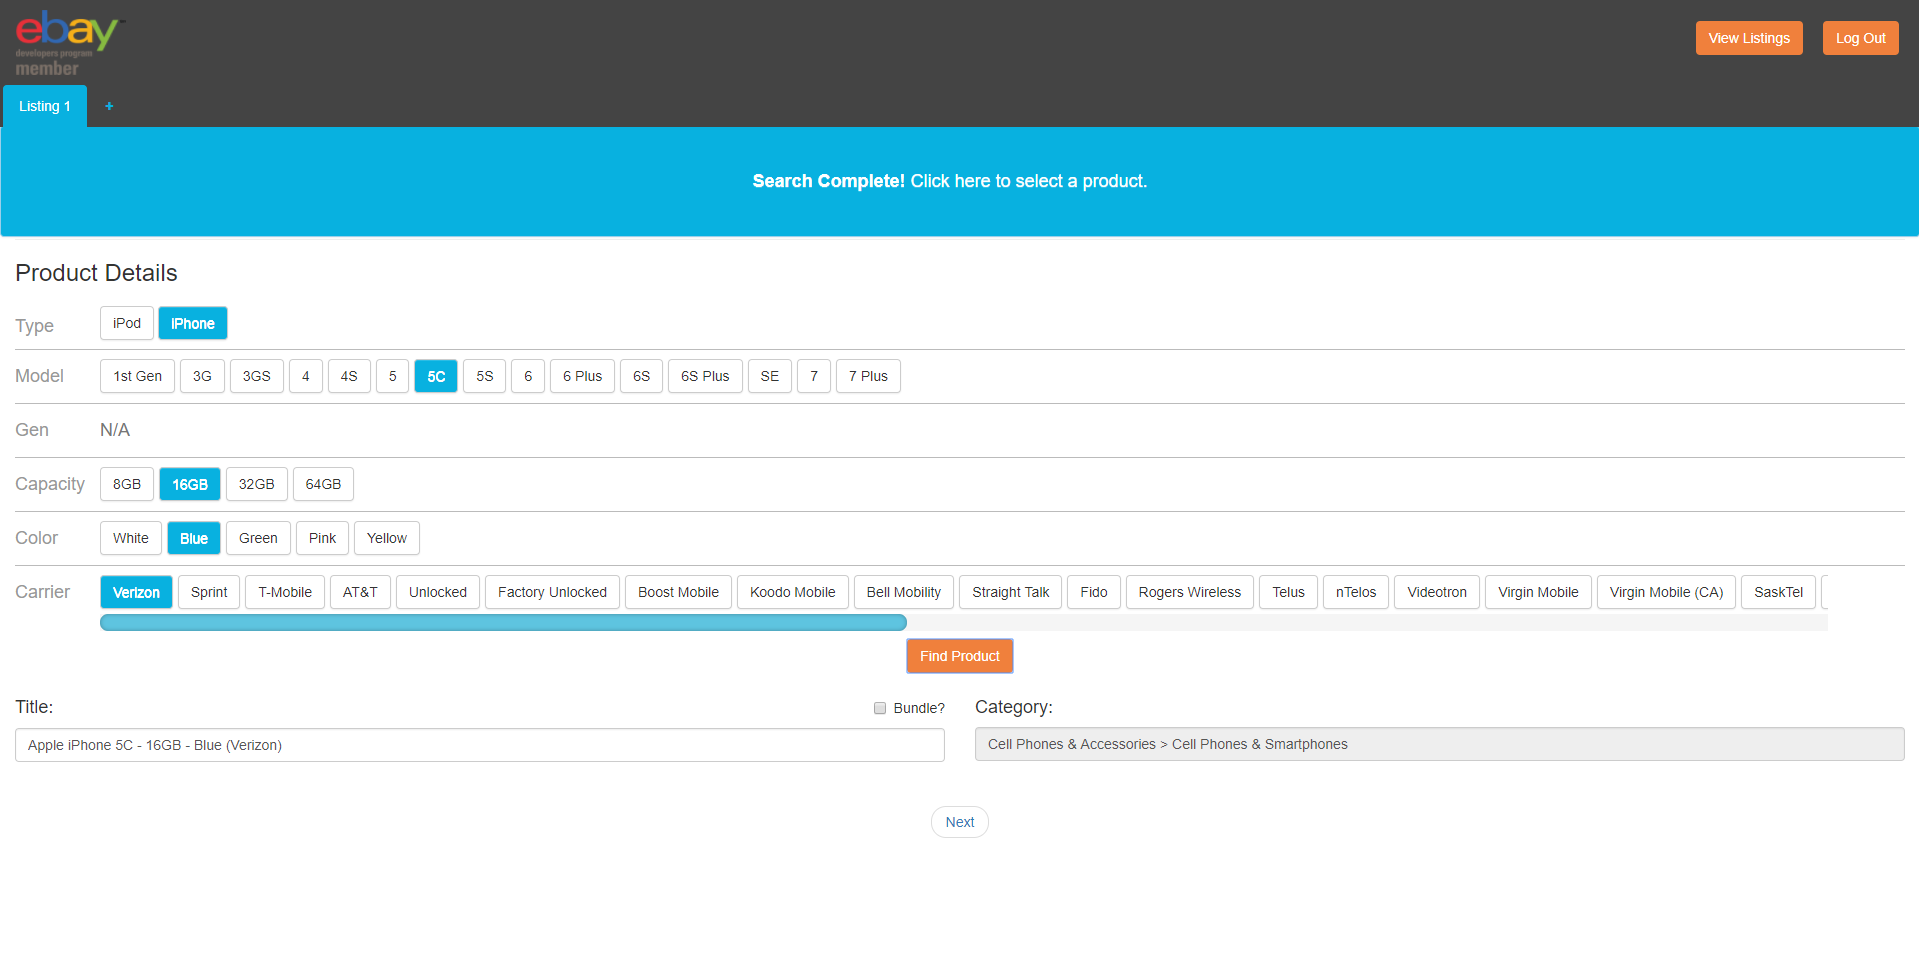 ebay
developers program
member
View Listings
Log Out
Listing 1
+
Search Complete! Click here to select a product.
Product Details
Type iPod iPhone
Model 1st Gen 3G 3GS 4 4S 5 5C 5S 6 6 Plus 6S 6S Plus SE 7 7 Plus
Gen N/A
Capacity 8GB 16GB 32GB 64GB
Color White Blue Green Pink Yellow
Carrier Verizon Sprint T-Mobile AT&T Unlocked Factory Unlocked Boost Mobile Koodo Mobile Bell Mobility Straight Talk Fido Rogers Wireless Telus nTelos Videotron Virgin Mobile Virgin Mobile (CA) SaskTel
Find Product
Title: Bundle?
Apple iPhone 5C - 16GB - Blue (Verizon)
Category:
Cell Phones & Accessories > Cell Phones & Smartphones
Next